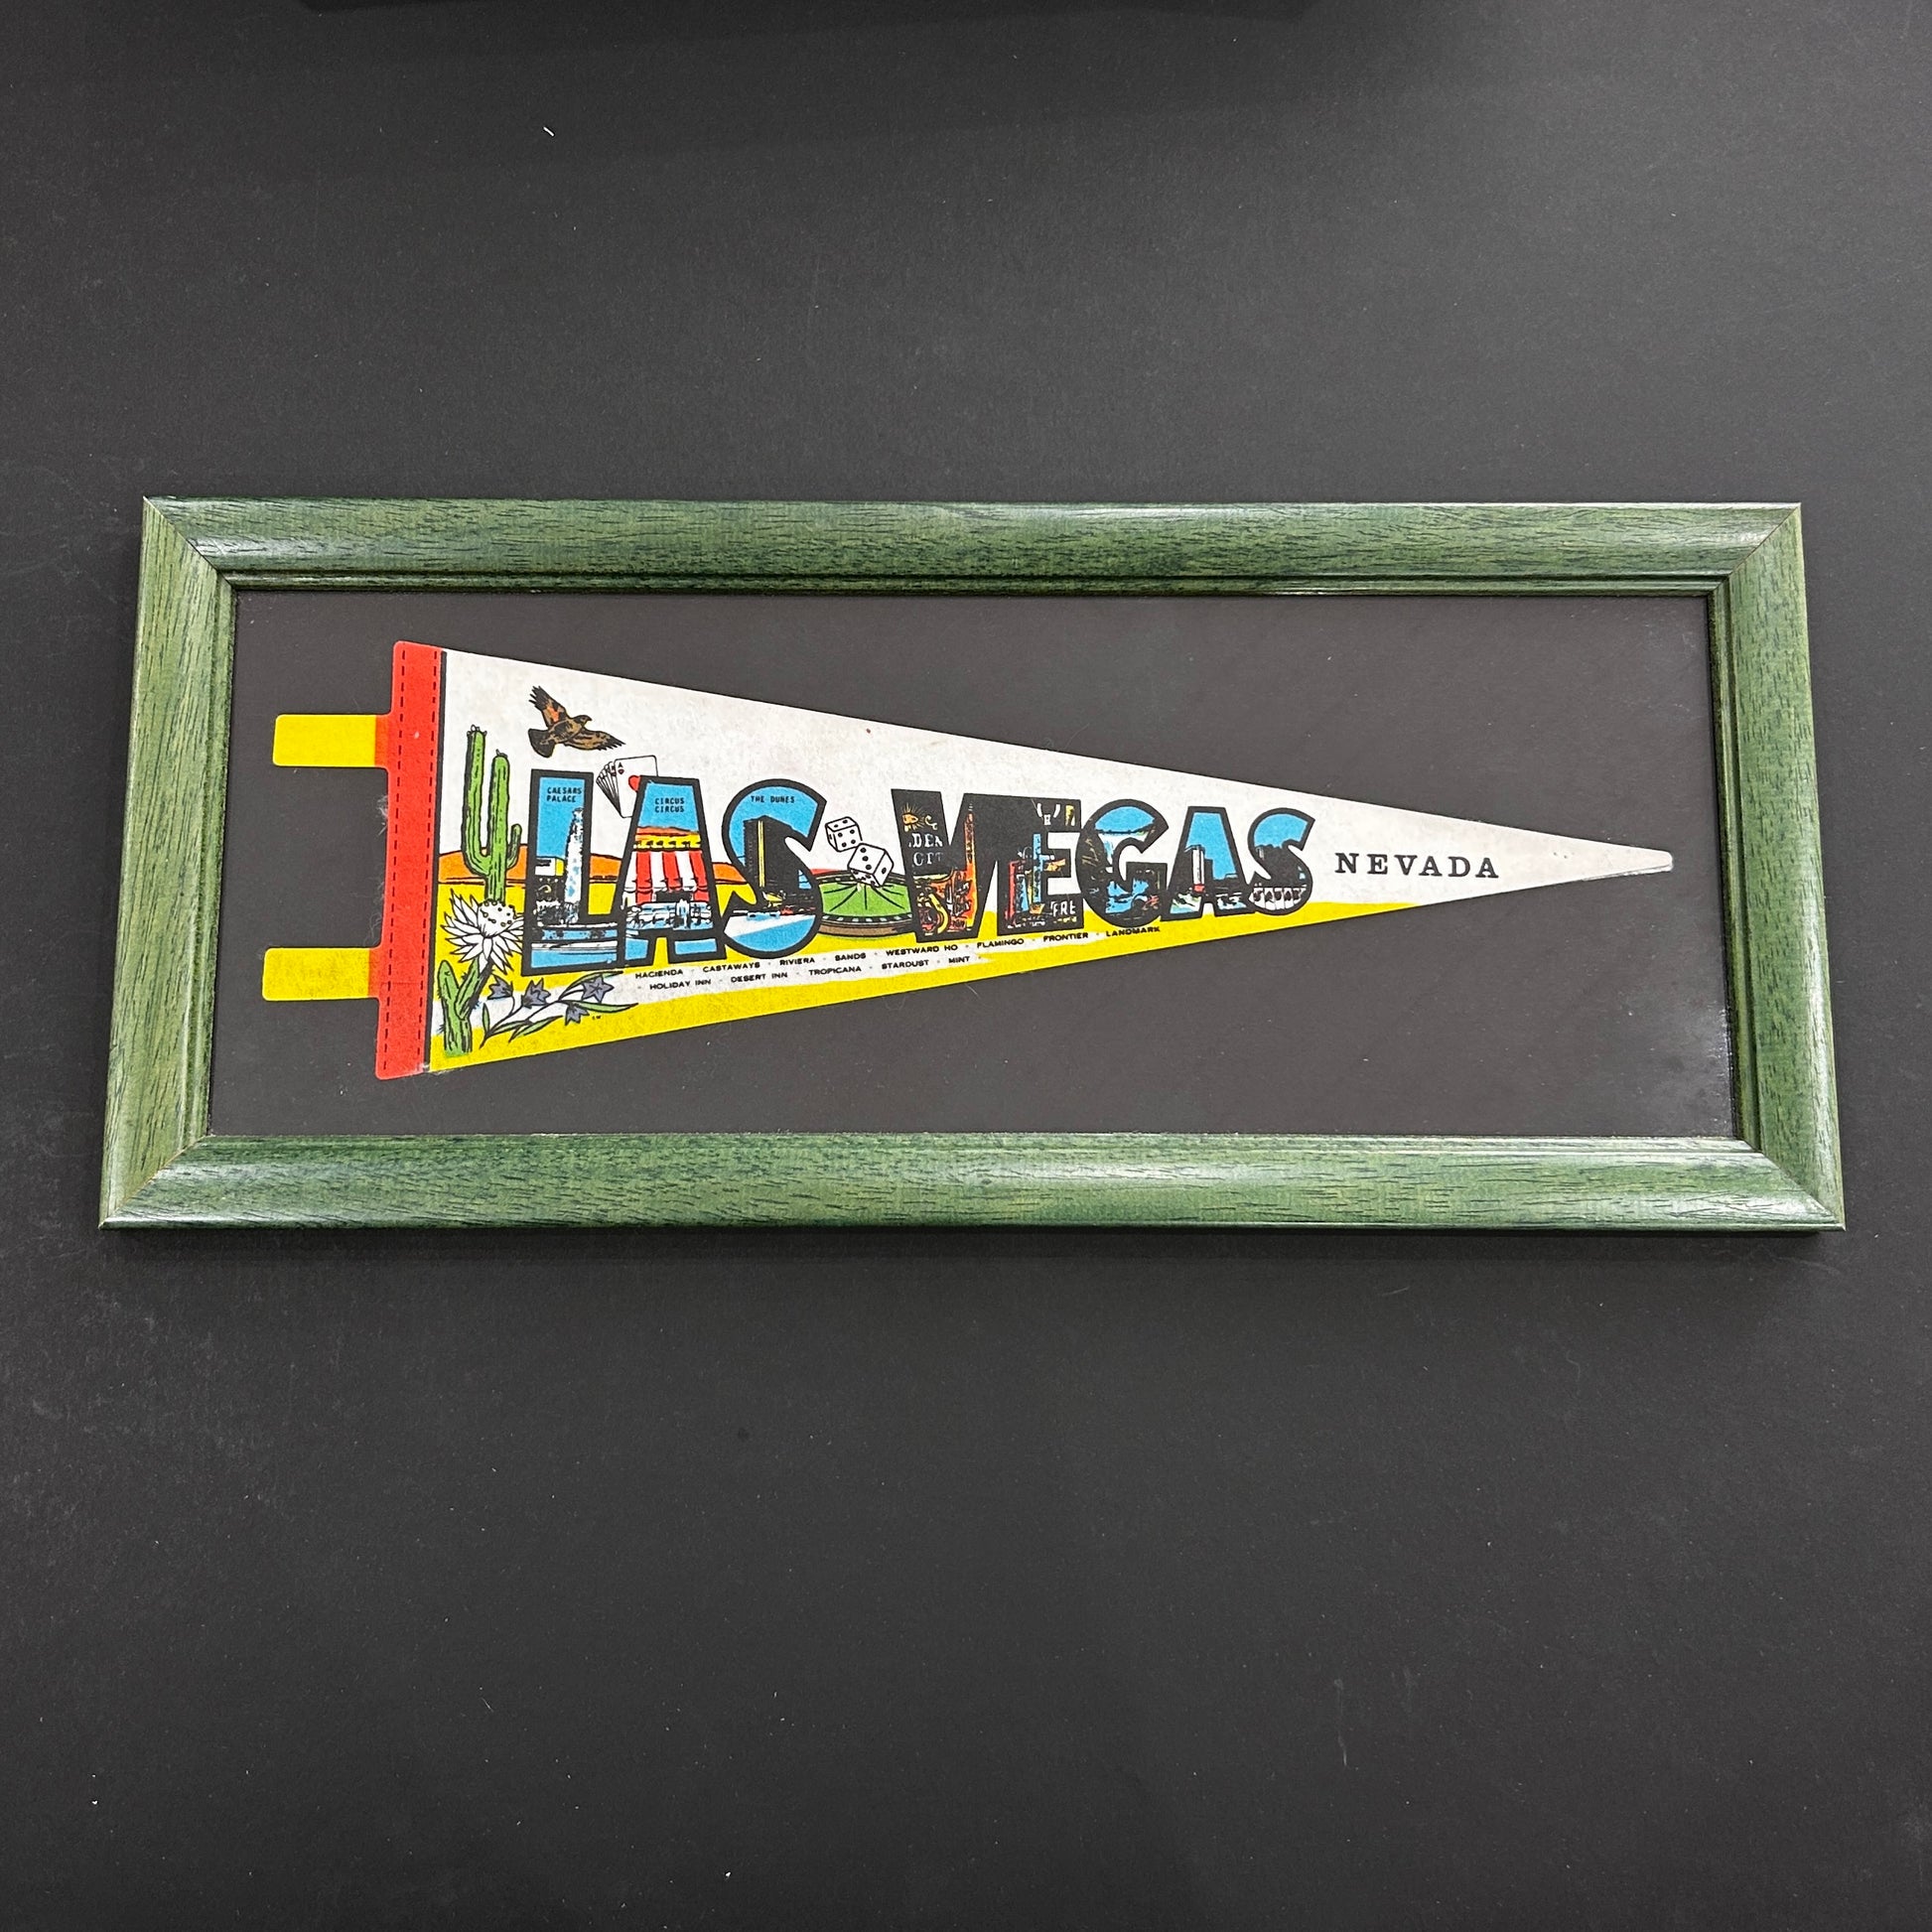 CAESARS
PALACE
CIRCUS
CIRCUS
THE DUNES
LAS VEGAS
NEVADA
HACIENDA · CASTAWAYS · RIVIERA · SANDS · WESTWARD HO · FLAMINGO · FRONTIER · LANDMARK
· HOLIDAY INN · DESERT INN · TROPICANA · STARDUST · MINT